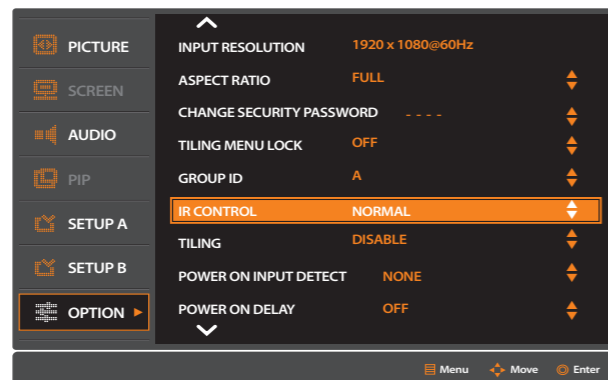 PICTURE
SCREEN
AUDIO
PIP
SETUP A
SETUP B
OPTION
INPUT RESOLUTION 1920 x 1080@60Hz
ASPECT RATIO FULL
CHANGE SECURITY PASSWORD - - - -
TILING MENU LOCK OFF
GROUP ID A
IR CONTROL NORMAL
TILING DISABLE
POWER ON INPUT DETECT NONE
POWER ON DELAY OFF
Menu Move Enter